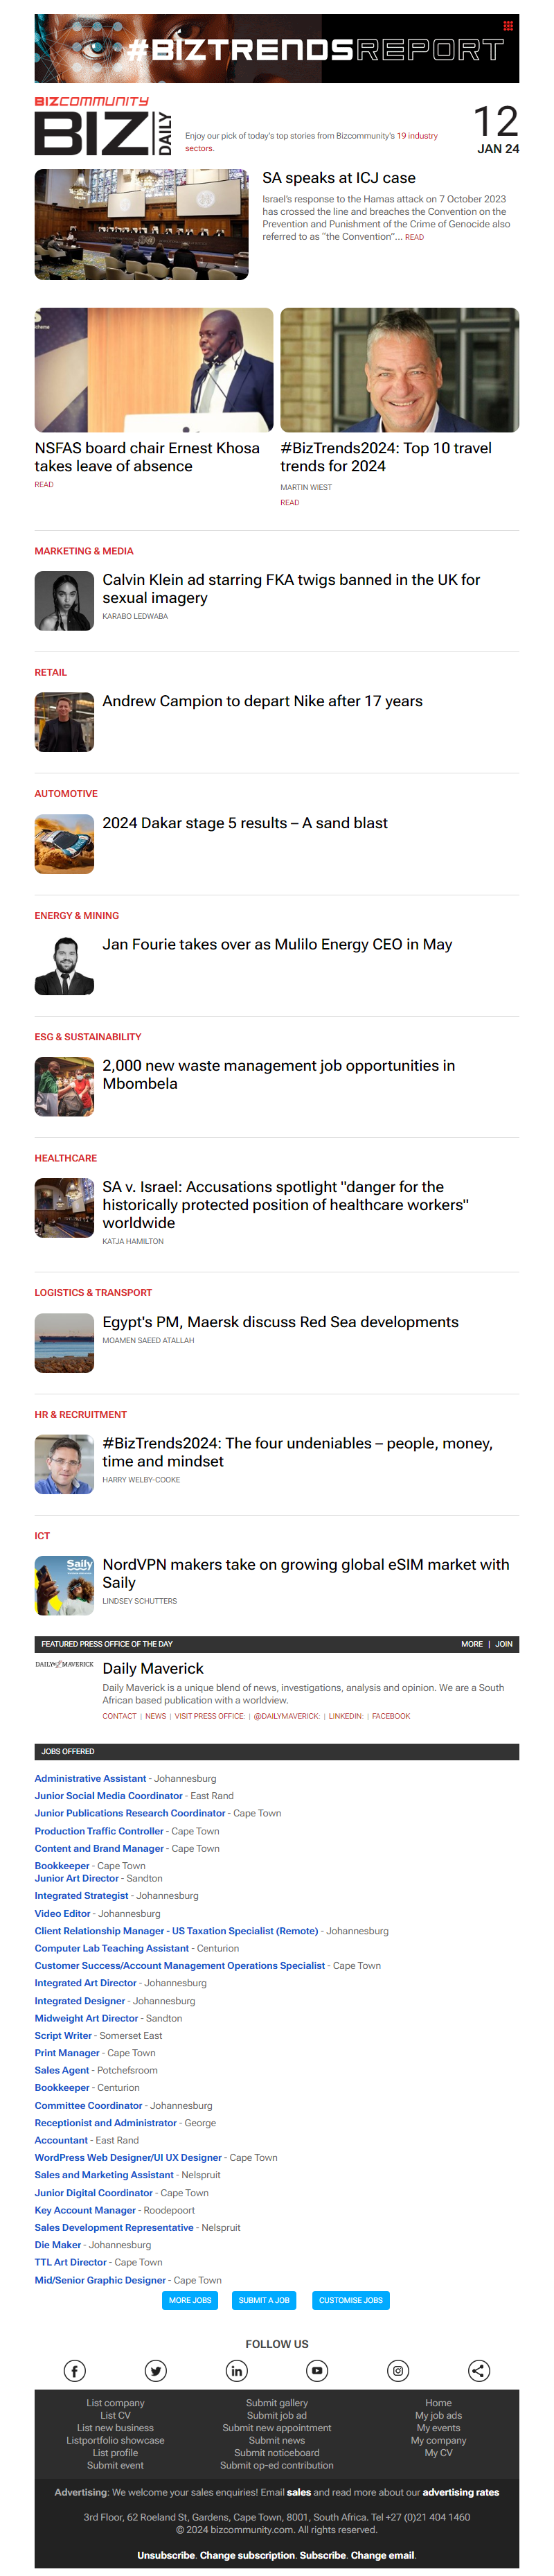 #BIZTRENDSREPORT
BIZCOMMUNITY
BIZ DAILY
Enjoy our pick of today's top stories from Bizcommunity's 19 industry
sectors.
12
JAN 24
SA speaks at ICJ case
Israel's response to the Hamas attack on 7 October 2023
has crossed the line and breaches the Convention on the
Prevention and Punishment of the Crime of Genocide also
referred to as "the Convention"... READ
NSFAS board chair Ernest Khosa
takes leave of absence
READ
#BizTrends2024: Top 10 travel
trends for 2024
MARTIN WIEST
READ
MARKETING & MEDIA
Calvin Klein ad starring FKA twigs banned in the UK for
sexual imagery
KARABO LEDWABA
RETAIL
Andrew Campion to depart Nike after 17 years
AUTOMOTIVE
2024 Dakar stage 5 results – A sand blast
ENERGY & MINING
Jan Fourie takes over as Mulilo Energy CEO in May
ESG & SUSTAINABILITY
2,000 new waste management job opportunities in
Mbombela
HEALTHCARE
SA v. Israel: Accusations spotlight "danger for the
historically protected position of healthcare workers"
worldwide
KATJA HAMILTON
LOGISTICS & TRANSPORT
Egypt's PM, Maersk discuss Red Sea developments
MOAMEN SAEED ATALLAH
HR & RECRUITMENT
#BizTrends2024: The four undeniables – people, money,
time and mindset
HARRY WELBY-COOKE
ICT
Saily
NordVPN makers take on growing global eSIM market with
Saily
LINDSEY SCHUTTERS
FEATURED PRESS OFFICE OF THE DAY MORE | JOIN
DAILY MAVERICK
Daily Maverick
Daily Maverick is a unique blend of news, investigations, analysis and opinion. We are a South
African based publication with a worldview.
CONTACT | NEWS | VISIT PRESS OFFICE: | @DAILYMAVERICK: | LINKEDIN: | FACEBOOK
JOBS OFFERED
Administrative Assistant - Johannesburg
Junior Social Media Coordinator - East Rand
Junior Publications Research Coordinator - Cape Town
Production Traffic Controller - Cape Town
Content and Brand Manager - Cape Town
Bookkeeper - Cape Town
Junior Art Director - Sandton
Integrated Strategist - Johannesburg
Video Editor - Johannesburg
Client Relationship Manager - US Taxation Specialist (Remote) - Johannesburg
Computer Lab Teaching Assistant - Centurion
Customer Success/Account Management Operations Specialist - Cape Town
Integrated Art Director - Johannesburg
Integrated Designer - Johannesburg
Midweight Art Director - Sandton
Script Writer - Somerset East
Print Manager - Cape Town
Sales Agent - Potchefsroom
Bookkeeper - Centurion
Committee Coordinator - Johannesburg
Receptionist and Administrator - George
Accountant - East Rand
WordPress Web Designer/UI UX Designer - Cape Town
Sales and Marketing Assistant - Nelspruit
Junior Digital Coordinator - Cape Town
Key Account Manager - Roodepoort
Sales Development Representative - Nelspruit
Die Maker - Johannesburg
TTL Art Director - Cape Town
Mid/Senior Graphic Designer - Cape Town
MORE JOBS SUBMIT A JOB CUSTOMISE JOBS
FOLLOW US
List company
List CV
List new business
Listportfolio showcase
List profile
Submit event
Submit gallery
Submit job ad
Submit new appointment
Submit news
Submit noticeboard
Submit op-ed contribution
Home
My job ads
My events
My company
My CV
Advertising: We welcome your sales enquiries! Email sales and read more about our advertising rates
3rd Floor, 62 Roeland St, Gardens, Cape Town, 8001, South Africa. Tel +27 (0)21 404 1460
© 2024 bizcommunity.com. All rights reserved.
Unsubscribe. Change subscription. Subscribe. Change email.